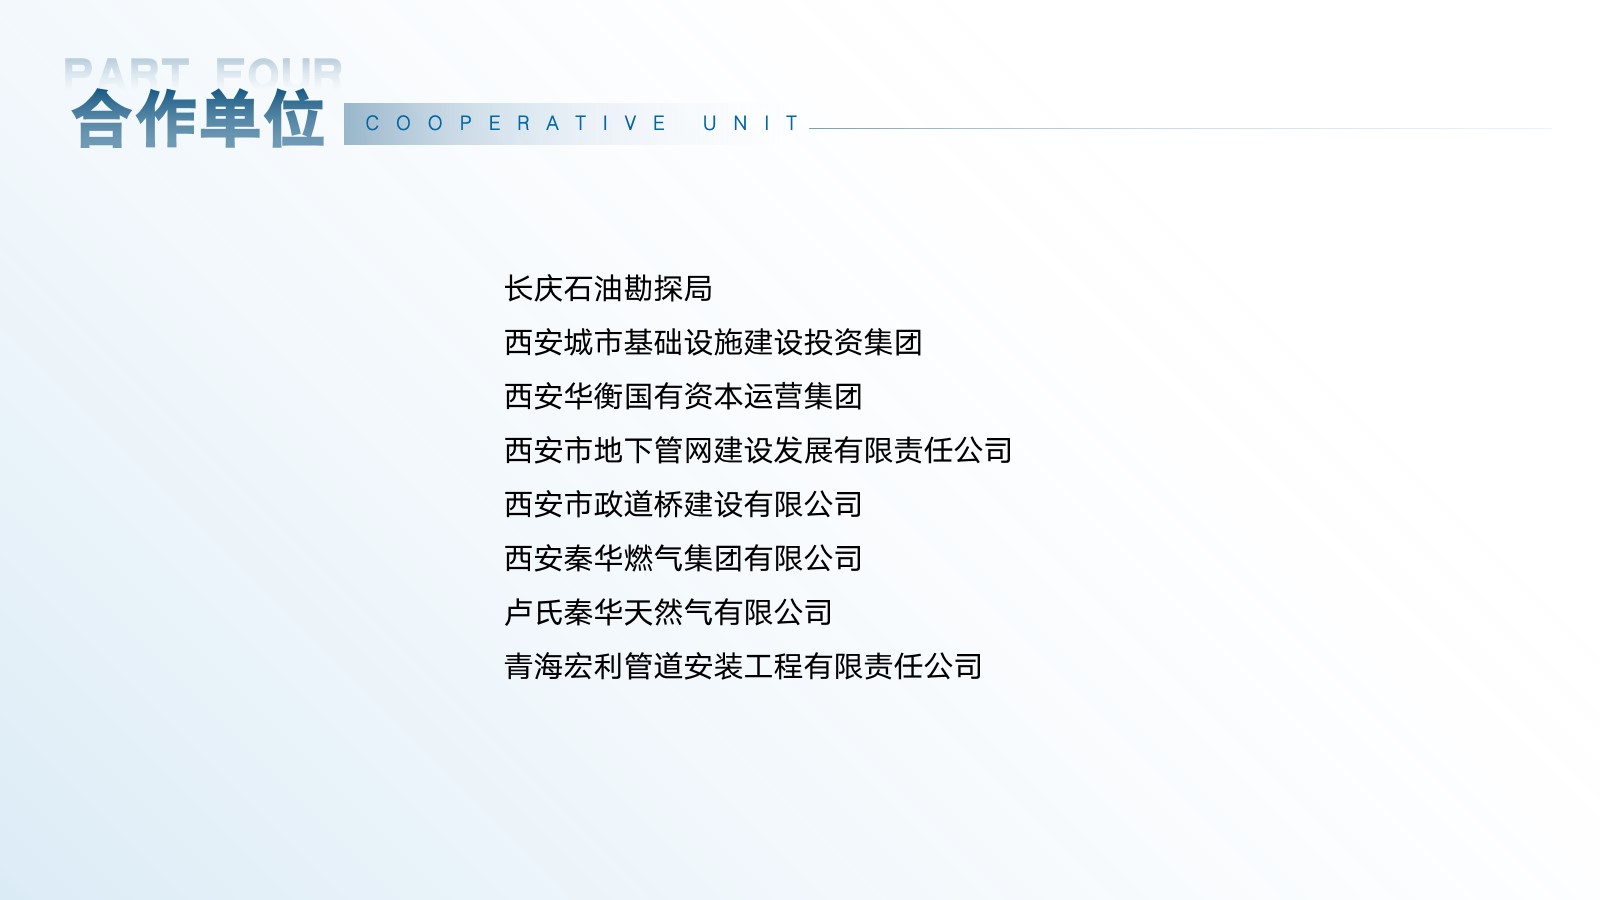 PART FOUR
合作单位
COOPERATIVE UNIT
长庆石油勘探局
西安城市基础设施建设投资集团
西安华衡国有资本运营集团
西安市地下管网建设发展有限责任公司
西安市政道桥建设有限公司
西安秦华燃气集团有限公司
卢氏秦华天然气有限公司
青海宏利管道安装工程有限责任公司